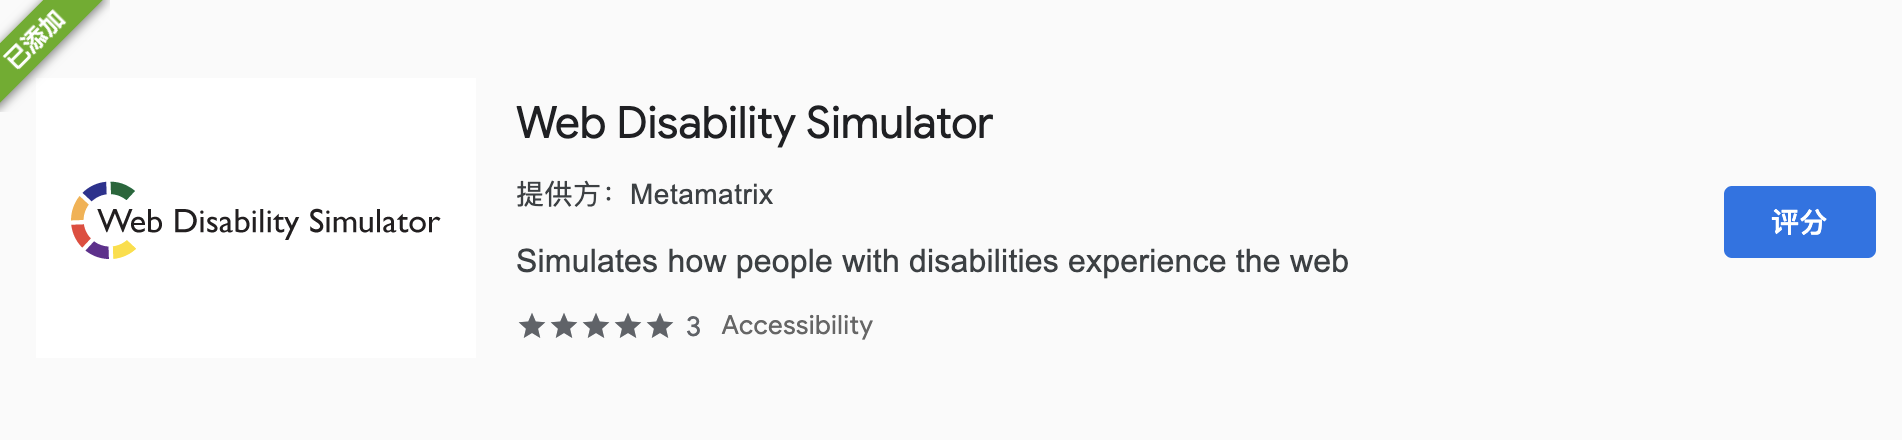 已添加
Web Disability Simulator
Web Disability Simulator
提供方： Metamatrix
Simulates how people with disabilities experience the web
3 Accessibility
评分